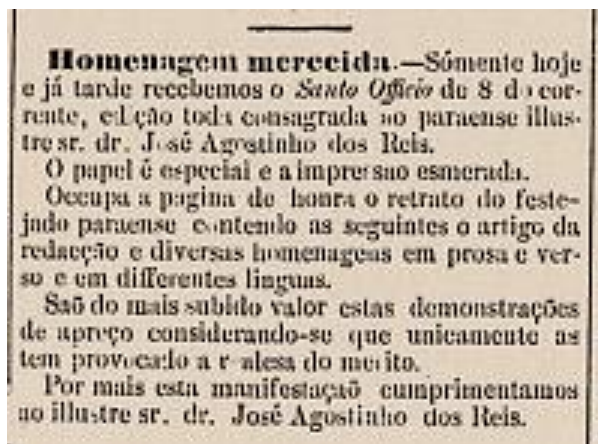 Homenagem merecida.—Sómente hoje
e já tarde recebemos o Santo Officio de 8 do cor-
rente, edição toda consagrada ao paraense illus-
tre sr. dr. José Agostinho dos Reis.
O papel é especial e a impressao esmerada.
Occupa a pagina de honra o retrato do feste-
jado paraense contendo as seguintes o artigo da
redacção e diversas homenagens em prosa e ver-
so e em differentes linguas.
Saõ do mais subido valor estas demonstrações
de apreço considerando-se que unicamente as
tem provocado a realesa do merito.
Por mais esta manifestaçaõ cumprimentamos
ao illustre sr. dr. José Agostinho dos Reis.